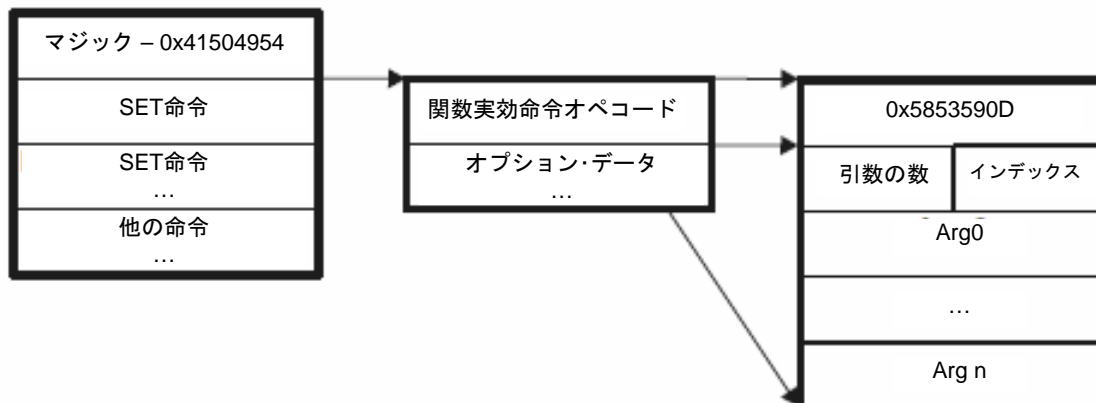 マジック – 0x41504954
SET命令
SET命令
…
他の命令
…
関数実効命令オペコード
オプション･データ
…
0x5853590D
引数の数
インデックス
Arg0
…
Arg n